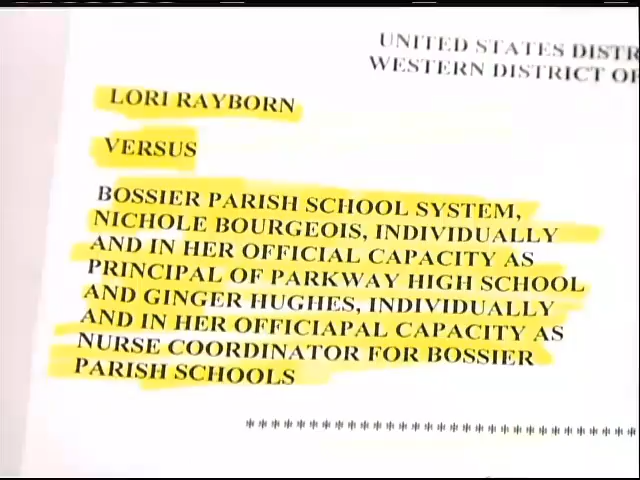 UNITED STATES DISTR
WESTERN DISTRICT OF
LORI RAYBORN
VERSUS
BOSSIER PARISH SCHOOL SYSTEM,
NICHOLE BOURGEOIS, INDIVIDUALLY
AND IN HER OFFICIAL CAPACITY AS
PRINCIPAL OF PARKWAY HIGH SCHOOL
AND GINGER HUGHES, INDIVIDUALLY
AND IN HER OFFICIAPAL CAPACITY AS
NURSE COORDINATOR FOR BOSSIER
PARISH SCHOOLS
*******************************